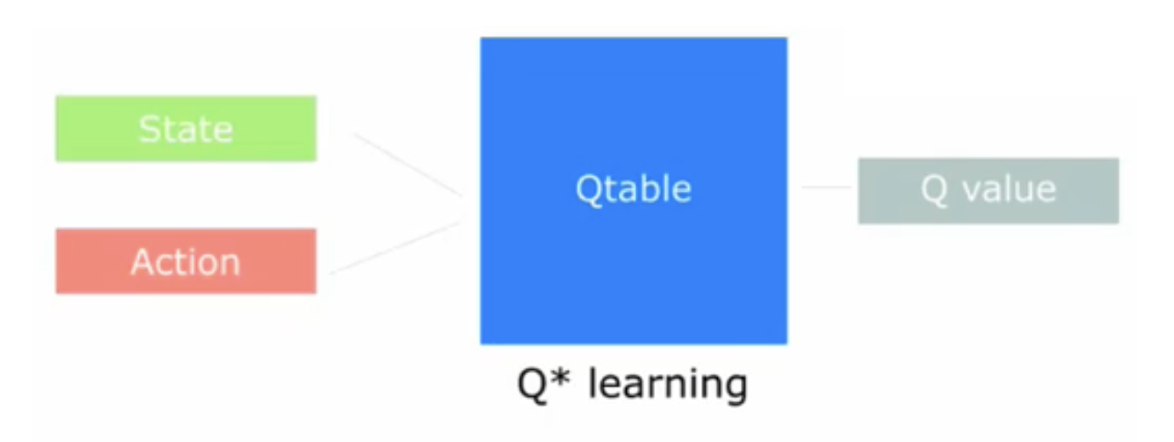 State
Action
Qtable
Q value
Q* learning